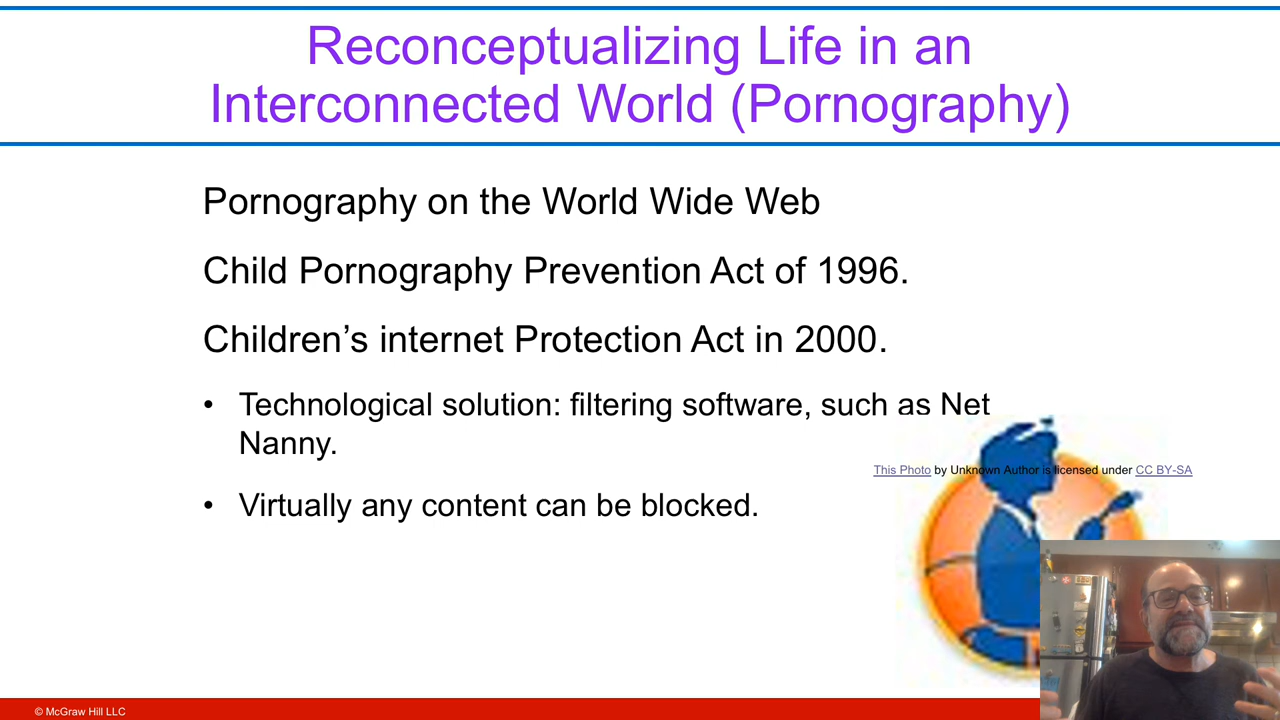 Reconceptualizing Life in an
Interconnected World (Pornography)
Pornography on the World Wide Web
Child Pornography Prevention Act of 1996.
Children’s internet Protection Act in 2000.
• Technological solution: filtering software, such as Net
Nanny.
This Photo by Unknown Author is licensed under CC BY-SA
• Virtually any content can be blocked.
© McGraw Hill LLC